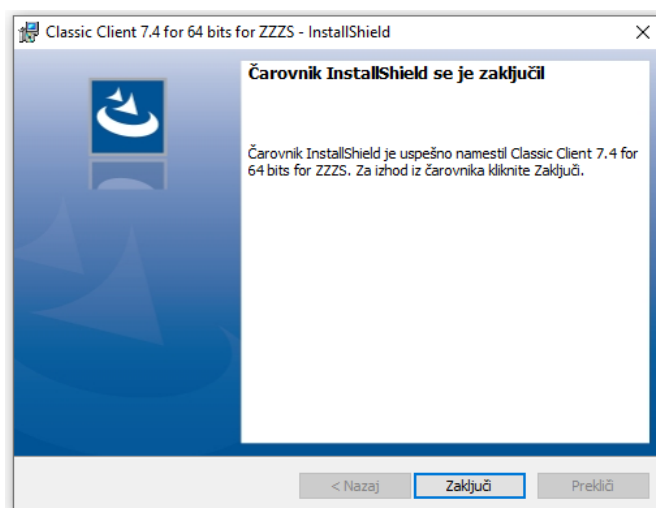 Classic Client 7.4 for 64 bits for ZZZS - InstallShield
Čarovnik InstallShield se je zaključil
Čarovnik InstallShield je uspešno namestil Classic Client 7.4 for
64 bits for ZZZS. Za izhod iz čarovnika kliknite Zaključi.
< Nazaj
Zaključi
Prekliči